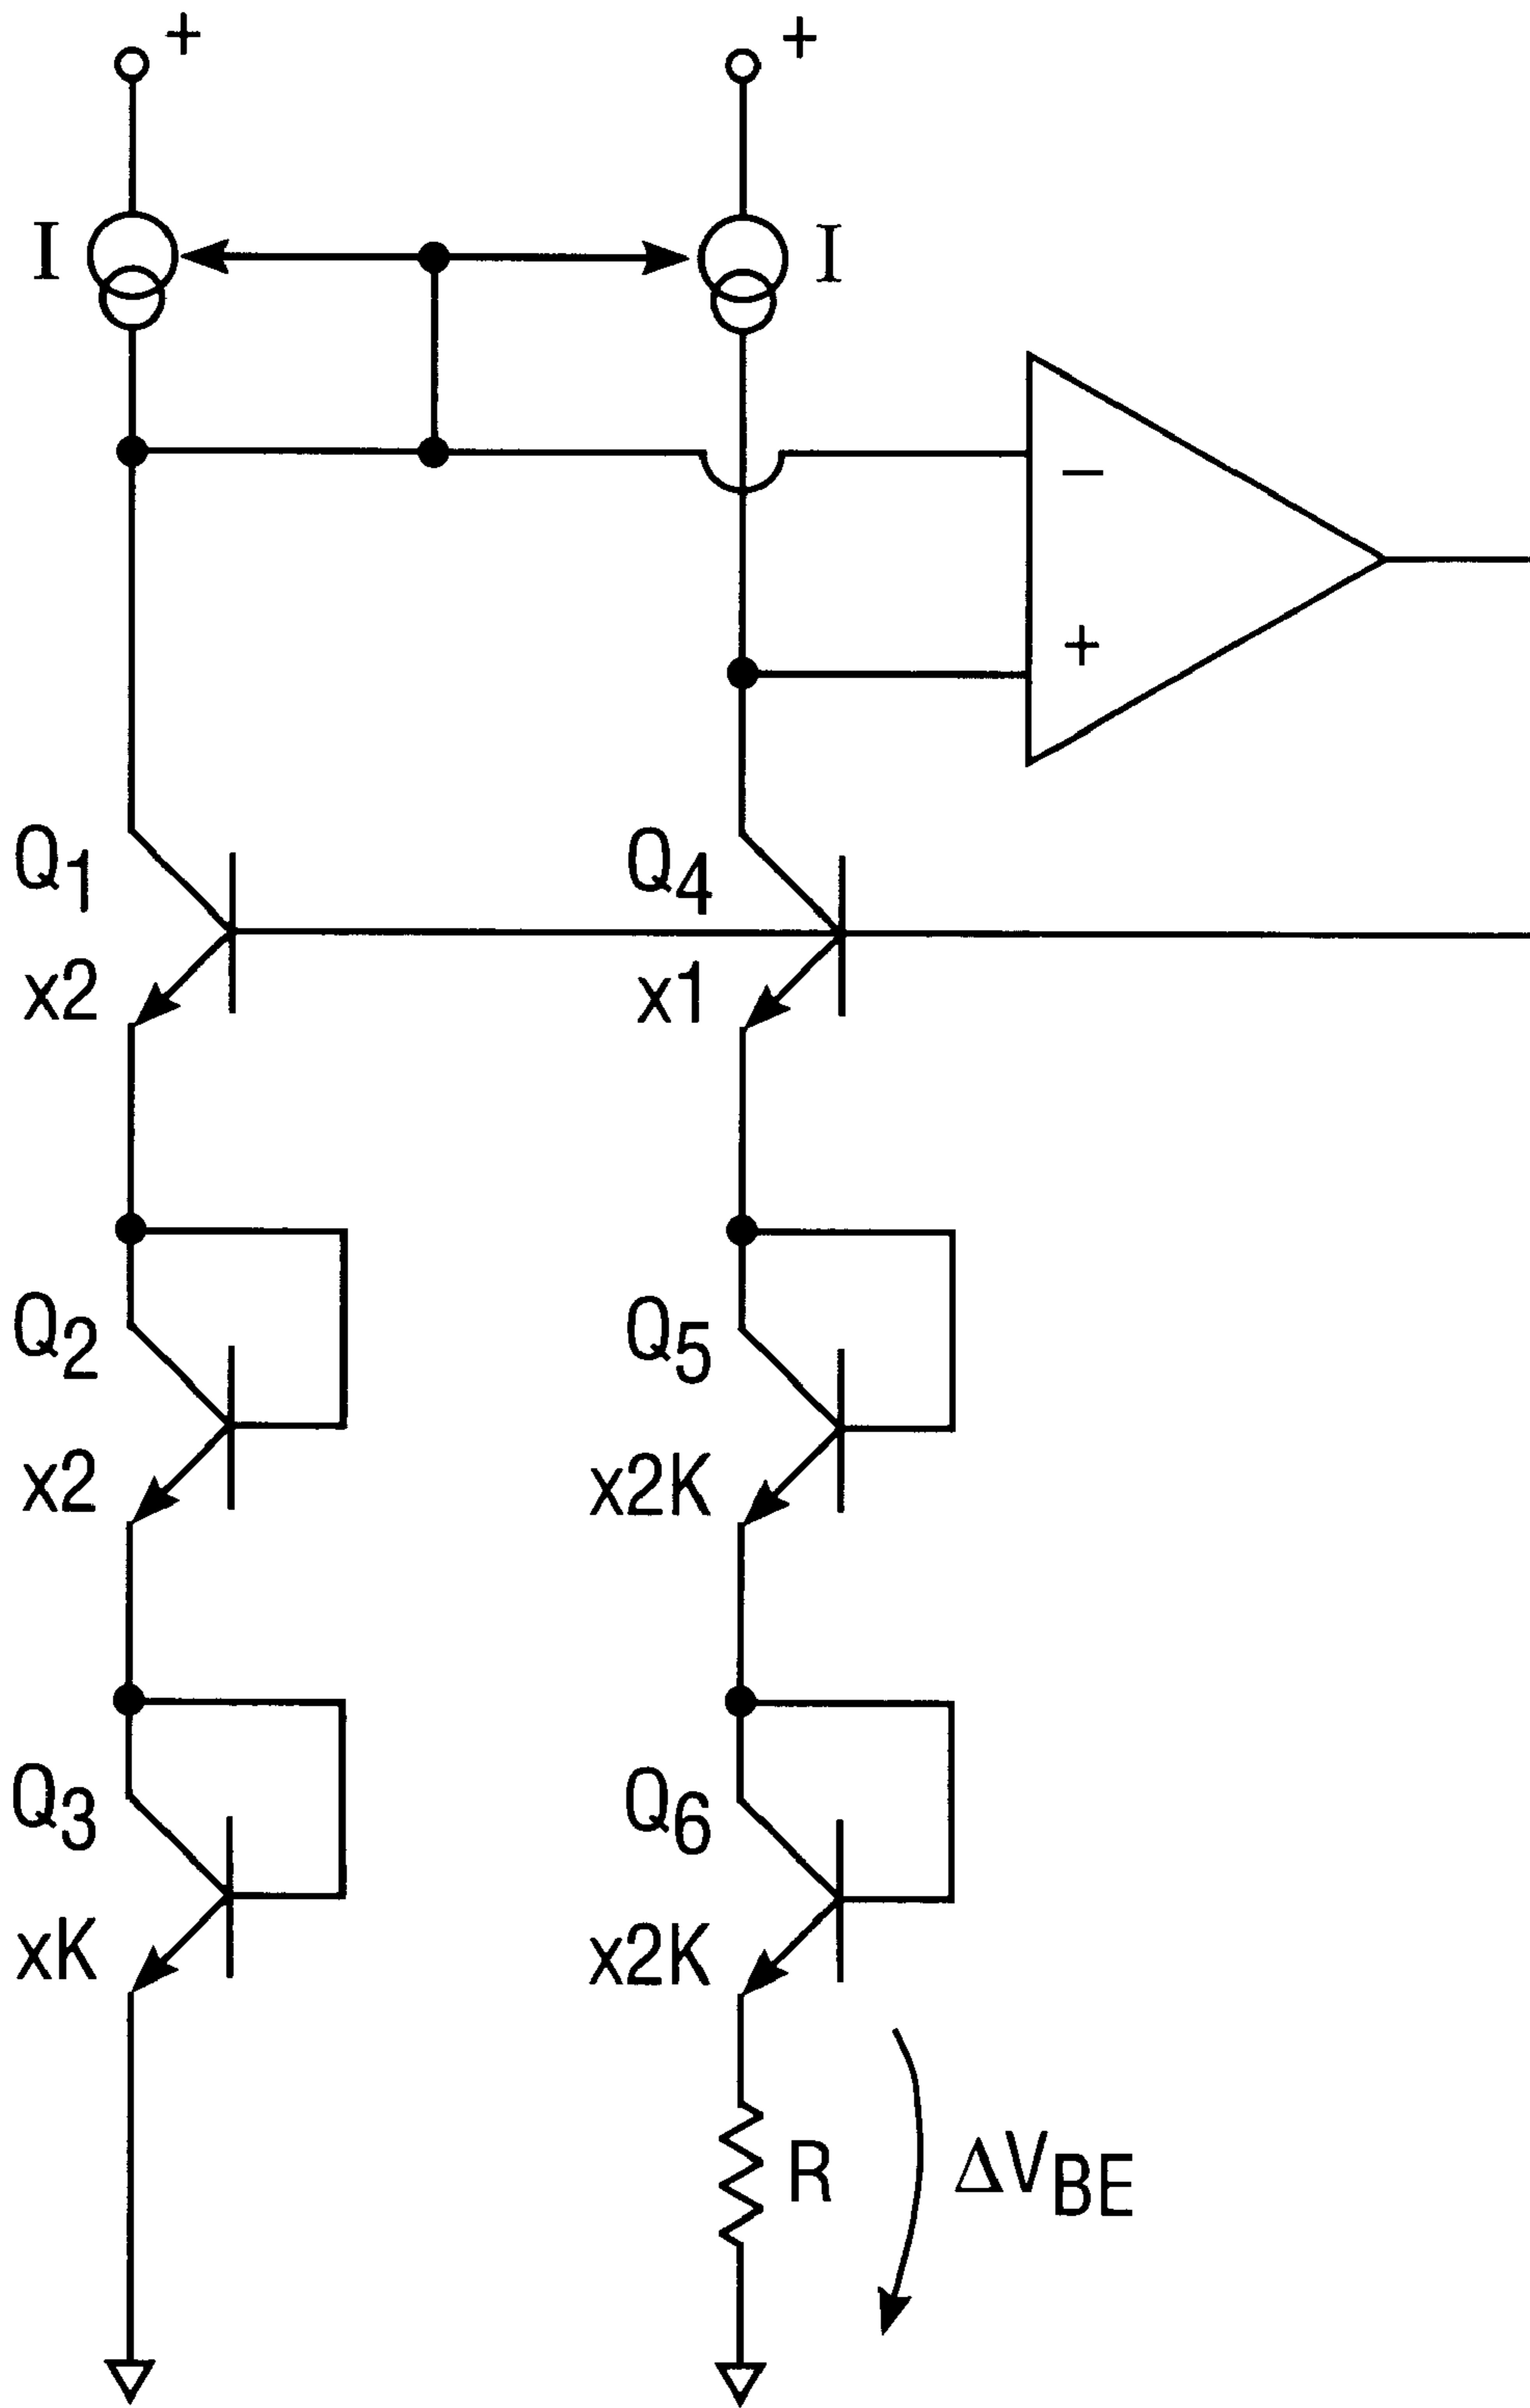 + +
I I
−
+
Q1 Q4
x2 x1
Q2 Q5
x2 x2K
Q3 Q6
xK x2K
R ΔVBE